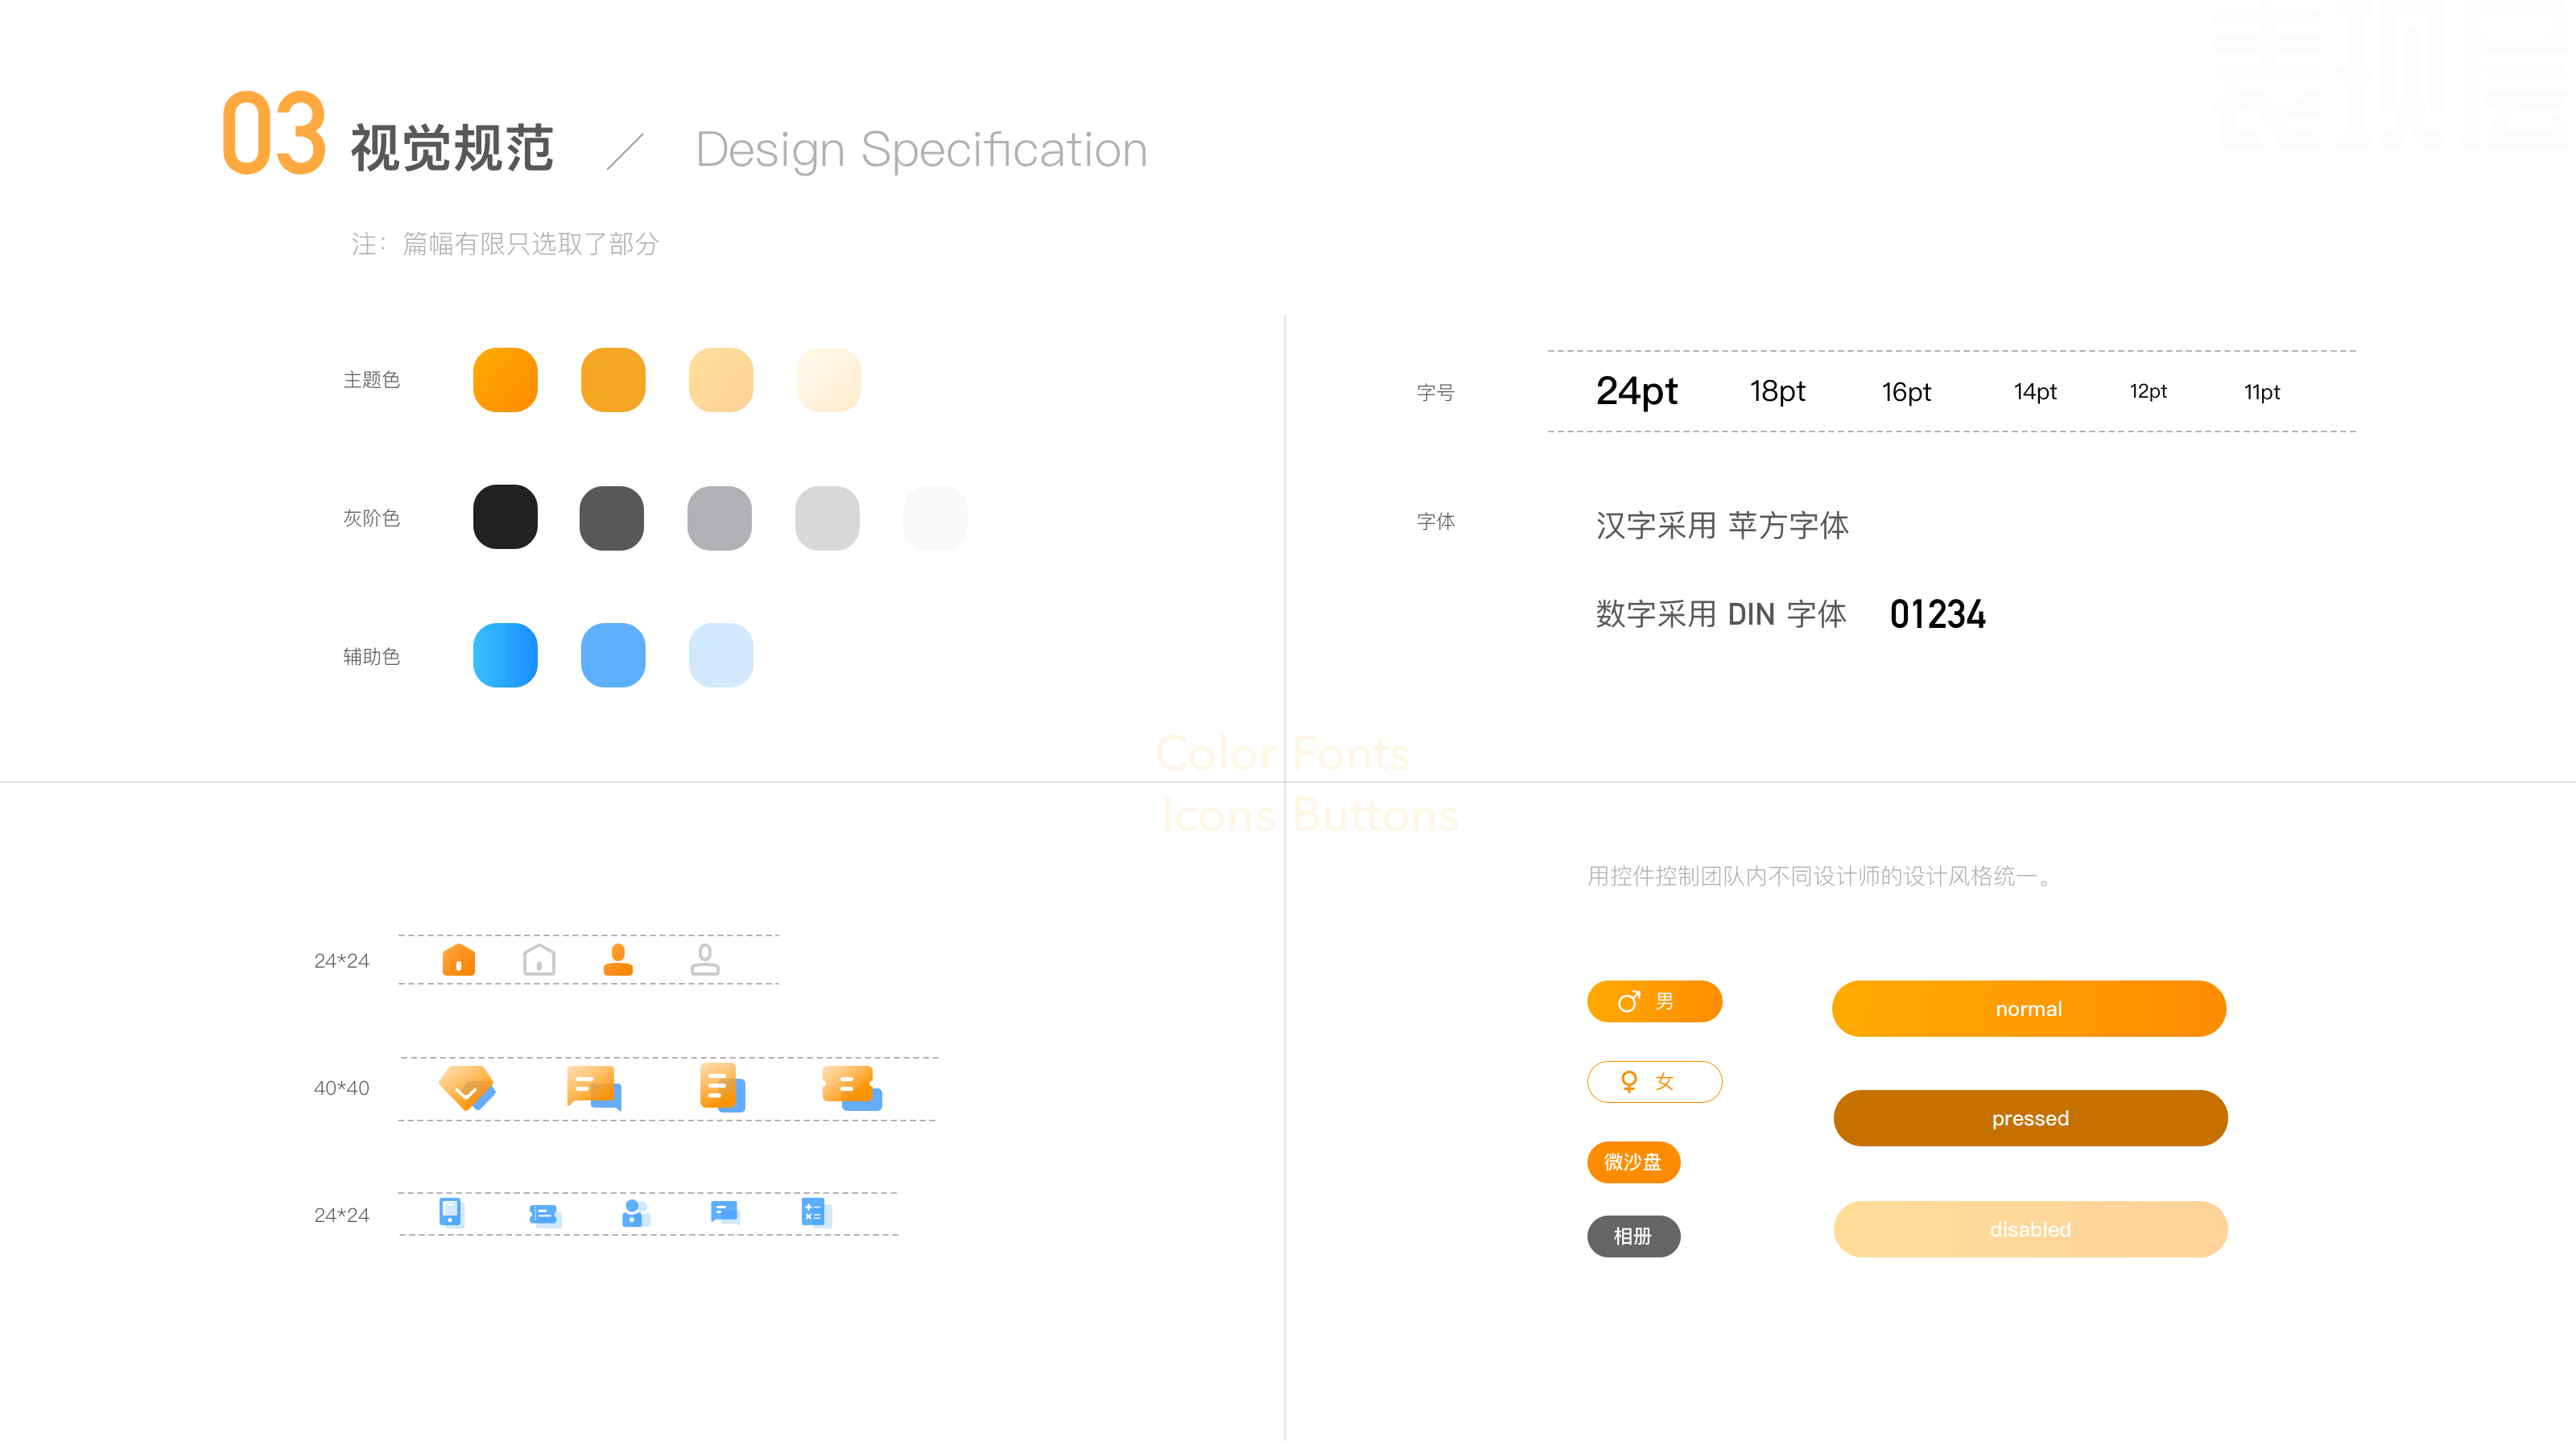 表现层
03 视觉规范 ／ Design Specification
注：篇幅有限只选取了部分
主题色
灰阶色
辅助色
字号 24pt 18pt 16pt 14pt 12pt 11pt
字体 汉字采用 苹方字体
数字采用 DIN 字体 01234
Color Fonts
Icons Buttons
24*24
40*40
24*24
用控件控制团队内不同设计师的设计风格统一。
男
女
微沙盘
相册
normal
pressed
disabled